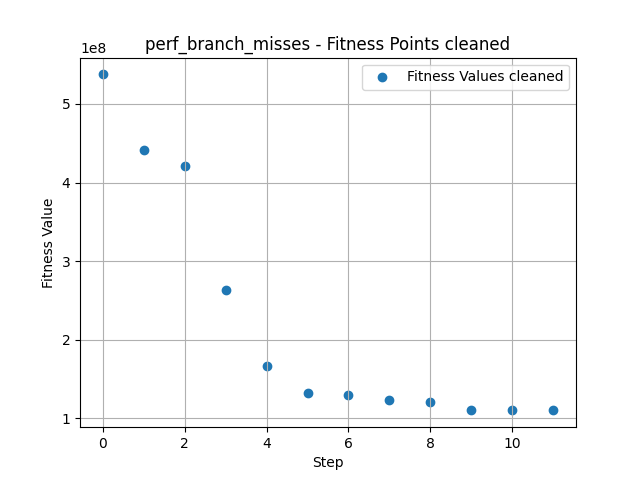 perf_branch_misses - Fitness Points cleaned
1e8
Fitness Values cleaned
5
4
3
2
1
Fitness Value
0 2 4 6 8 10
Step